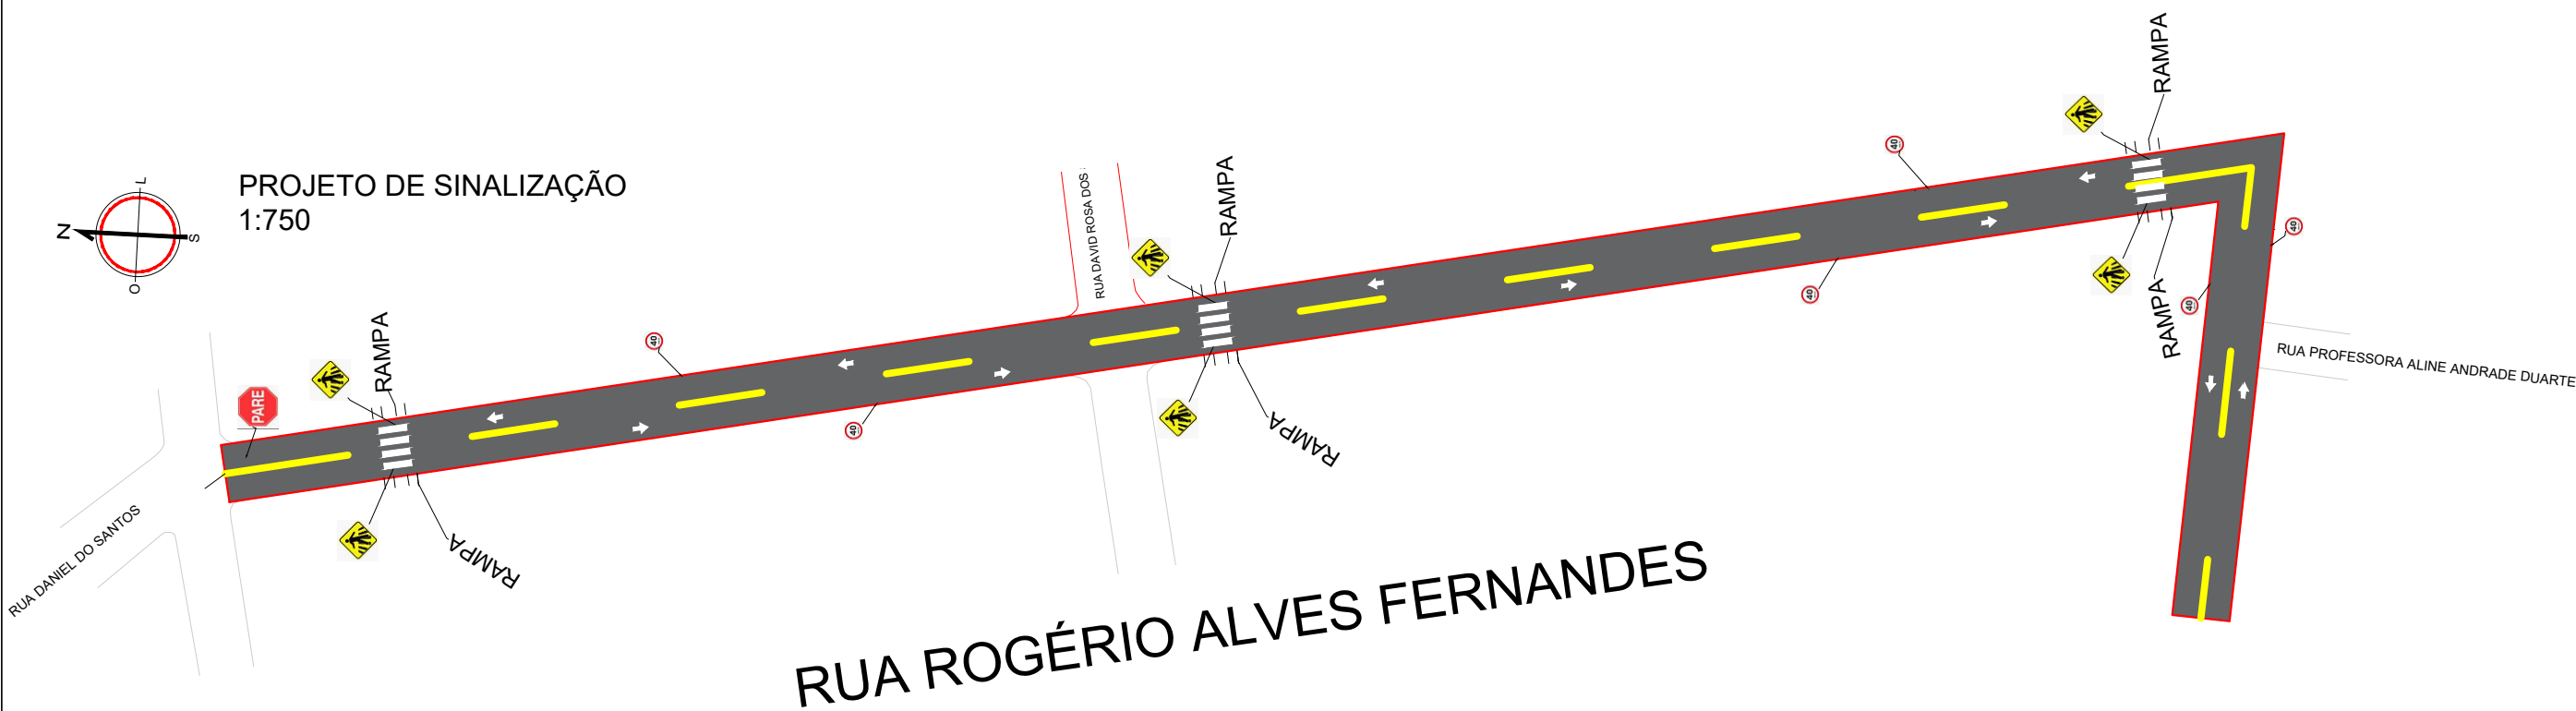 PROJETO DE SINALIZAÇÃO
1:750
L
N
S
O
RAMPA
RAMPA
RAMPA
RAMPA
RAMPA
RAMPA
PARE
40
40
40
40
40
40
RUA DAVID ROSA DOS
RUA DANIEL DO SANTOS
RUA PROFESSORA ALINE ANDRADE DUARTE
RUA ROGÉRIO ALVES FERNANDES